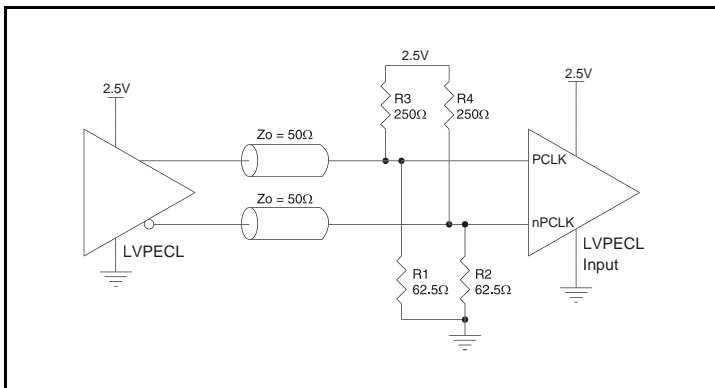 2.5V
2.5V
2.5V
R3
250Ω
R4
250Ω
Zo = 50Ω
PCLK
Zo = 50Ω
nPCLK
LVPECL
LVPECL
Input
R1
62.5Ω
R2
62.5Ω